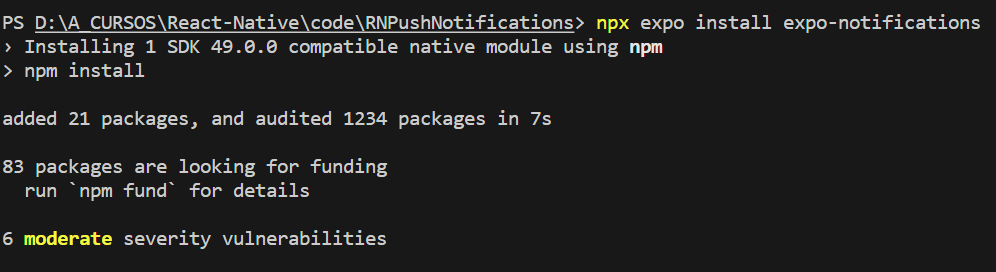 PS D:\A_CURSOS\React-Native\code\RNPushNotifications> npx expo install expo-notifications
› Installing 1 SDK 49.0.0 compatible native module using npm
> npm install
added 21 packages, and audited 1234 packages in 7s
83 packages are looking for funding
run `npm fund` for details
6 moderate severity vulnerabilities